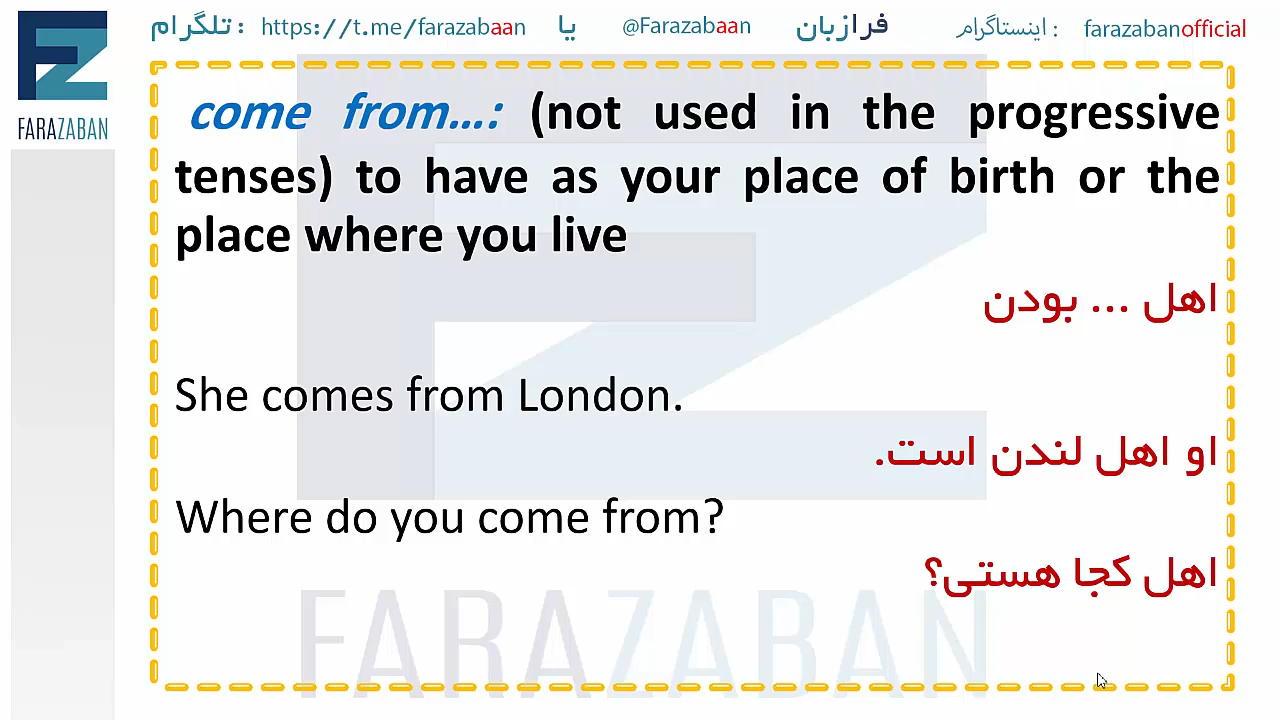 تلگرام : https://t.me/farazabaan یا @Farazabaan فرازبان اینستاگرام : farazabanofficial
FARAZABAN
come from...: (not used in the progressive
tenses) to have as your place of birth or the
place where you live
اهل ... بودن
She comes from London.
او اهل لندن است.
Where do you come from?
اهل کجا هستی؟
FARAZABAN